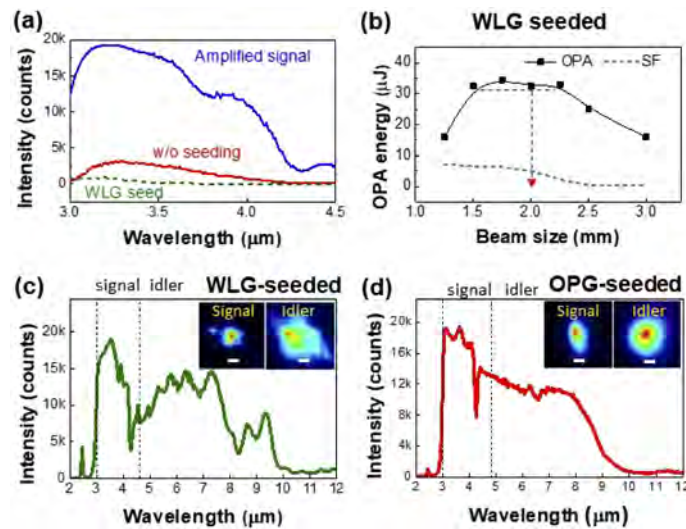 (a)
Intensity (counts)
20k
15k
10k
5k
0
Amplified signal
w/o seeding
WLG seed
3.0 3.5 4.0 4.5
Wavelength (μm)
(b)
WLG seeded
OPA energy (μJ)
40
30
20
10
0
OPA SF
1.0 1.5 2.0 2.5 3.0
Beam size (mm)
(c)
signal idler
WLG-seeded
Intensity (counts)
20k
15k
10k
5k
0
Signal Idler
2 3 4 5 6 7 8 9 10 11 12
Wavelength (μm)
(d)
OPG-seeded
signal idler
Intensity (counts)
20k
16k
12k
8k
4k
0
Signal Idler
2 3 4 5 6 7 8 9 10 11 12
Wavelength (μm)